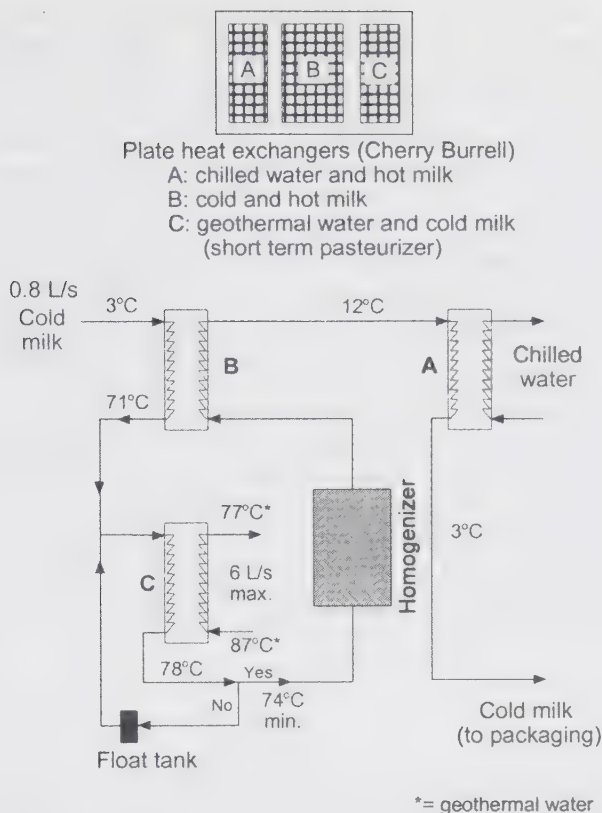 A B C
Plate heat exchangers (Cherry Burrell)
A: chilled water and hot milk
B: cold and hot milk
C: geothermal water and cold milk
(short term pasteurizer)
0.8 L/s
Cold
milk
3°C
12°C
B
A
Chilled
water
71°C
77°C*
6 L/s
max.
C
87°C*
Homogenizer
3°C
78°C
Yes
No
74°C
min.
Float tank
Cold milk
(to packaging)
*= geothermal water